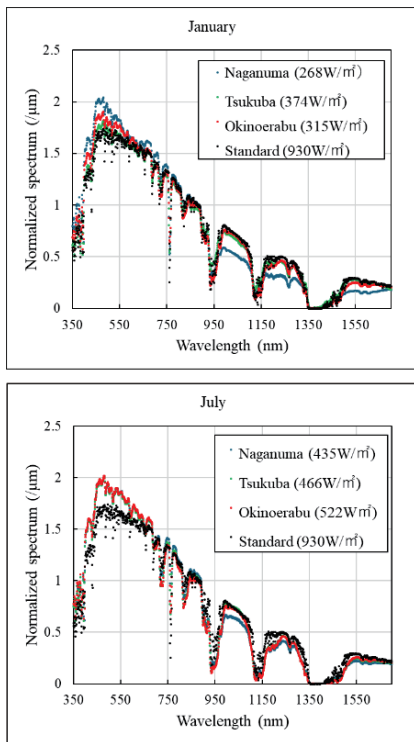 January
Normalized spectrum (/μm)
2.5
2
1.5
1
0.5
0
Naganuma (268W/㎡)
Tsukuba (374W/㎡)
Okinoerabu (315W/㎡)
Standard (930W/㎡)
350 550 750 950 1150 1350 1550
Wavelength (nm)
July
Normalized spectrum (/μm)
2.5
2
1.5
1
0.5
0
Naganuma (435W/㎡)
Tsukuba (466W/㎡)
Okinoerabu (522W/㎡)
Standard (930W/㎡)
350 550 750 950 1150 1350 1550
Wavelength (nm)